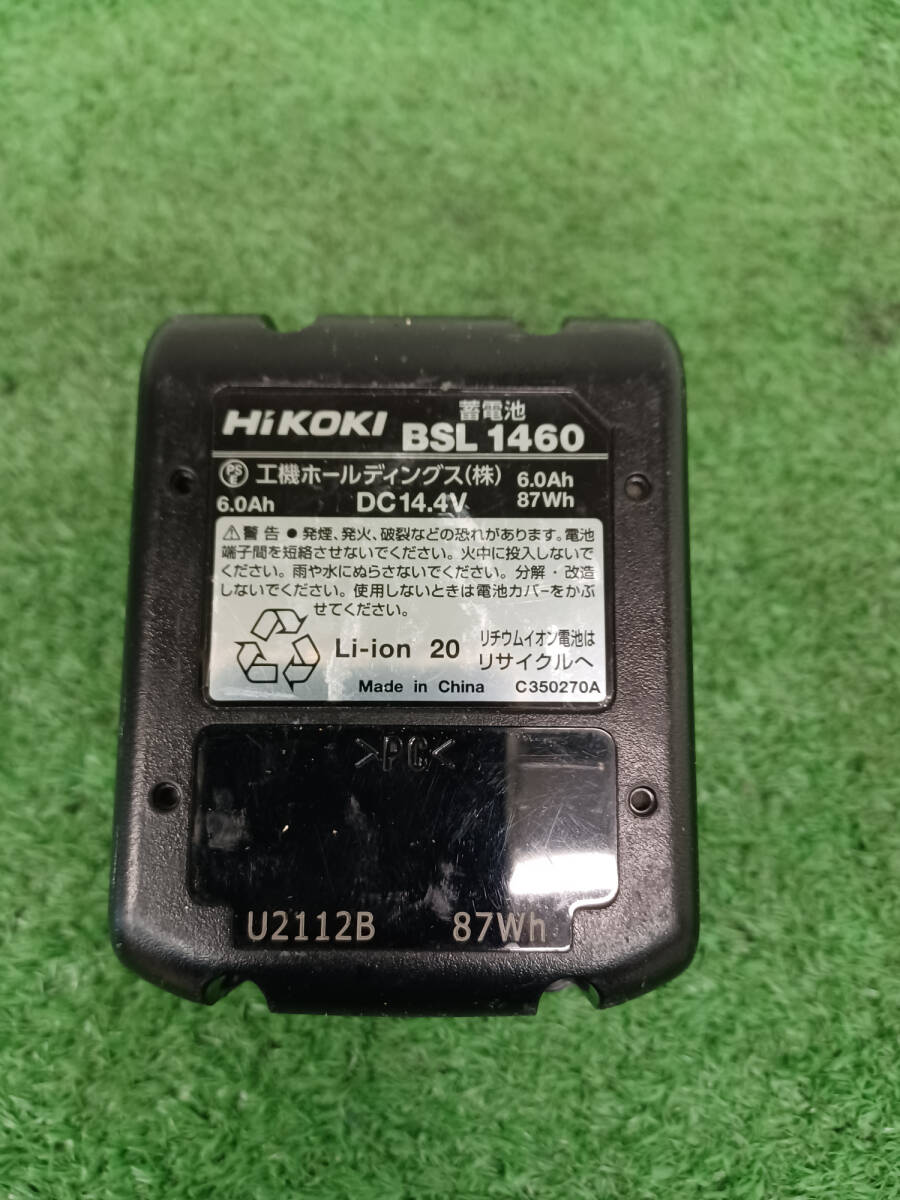 HiKOKI 蓄電池 BSL 1460
PS E 工機ホールディングス(株) 6.0Ah
6.0Ah DC14.4V 87Wh
⚠警告 ●発煙、発火、破裂などの恐れがあります。電池
端子間を短絡させないでください。火中に投入しないで
ください。雨や水にぬらさないでください。分解・改造
しないでください。使用しないときは電池カバーをかぶ
せてください。
Li-ion 20 リチウムイオン電池は
リサイクルへ
Made in China C350270A
>PC<
U2112B 87Wh